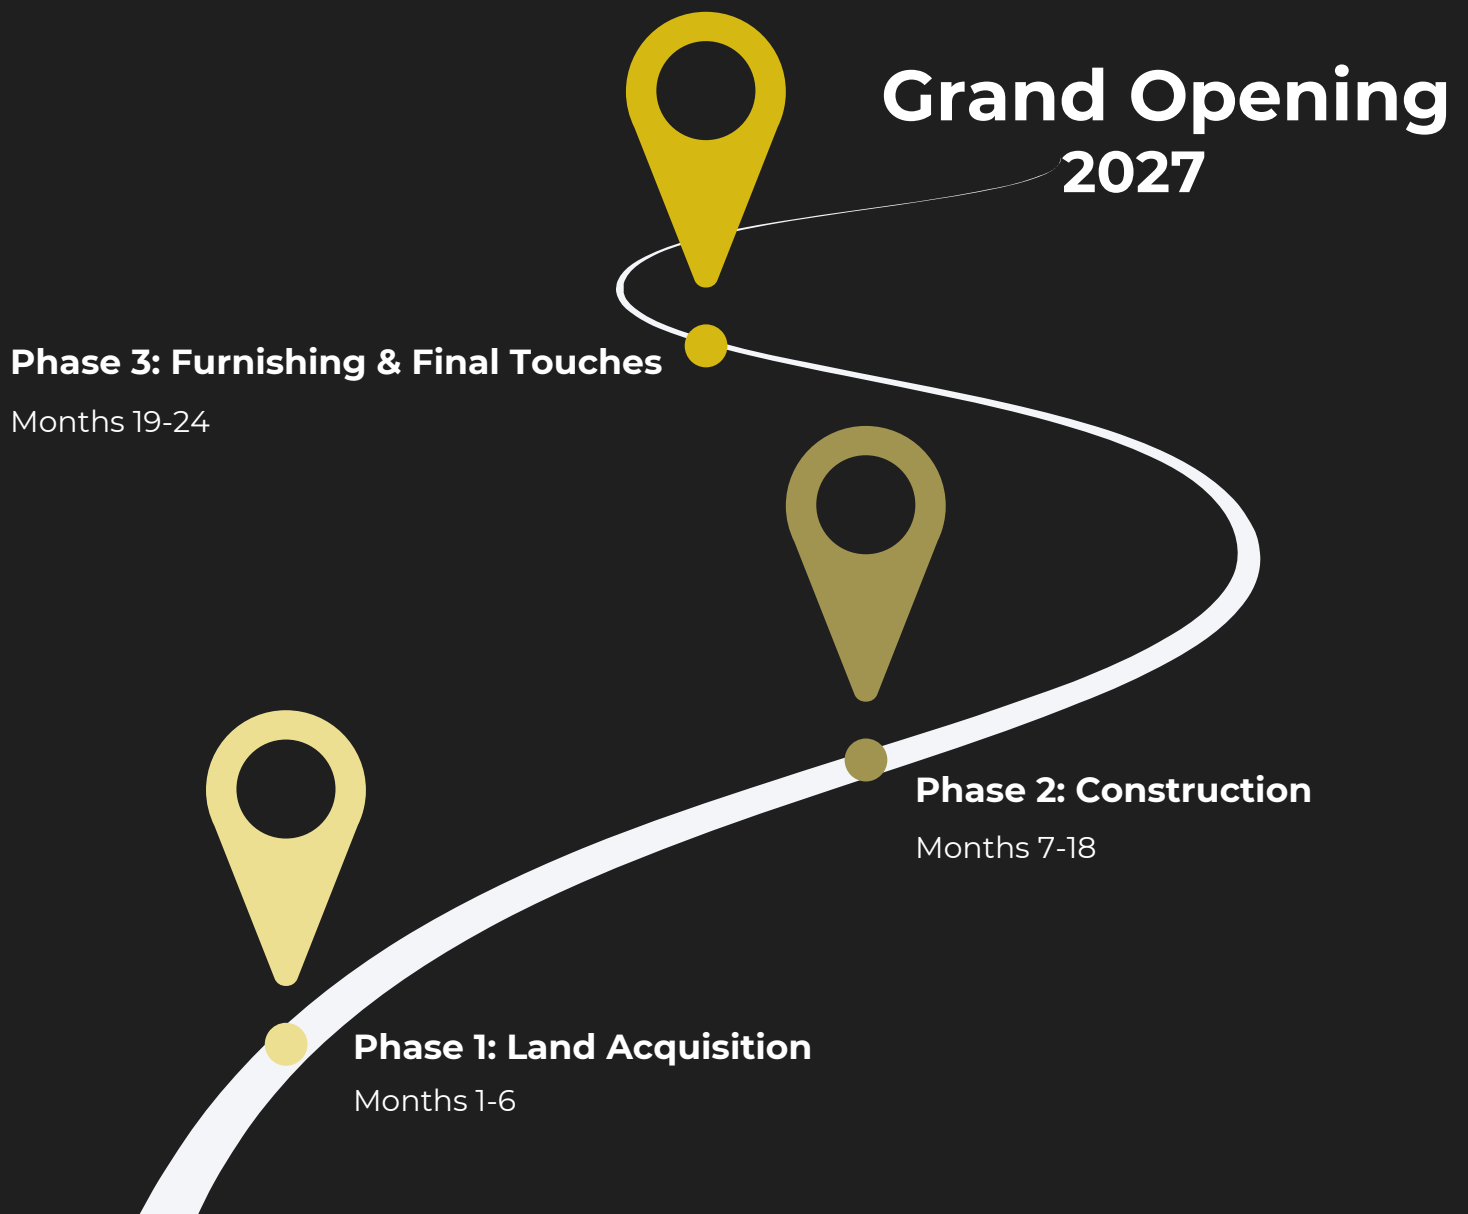 Grand Opening
2027
Phase 3: Furnishing & Final Touches
Months 19-24
Phase 2: Construction
Months 7-18
Phase 1: Land Acquisition
Months 1-6